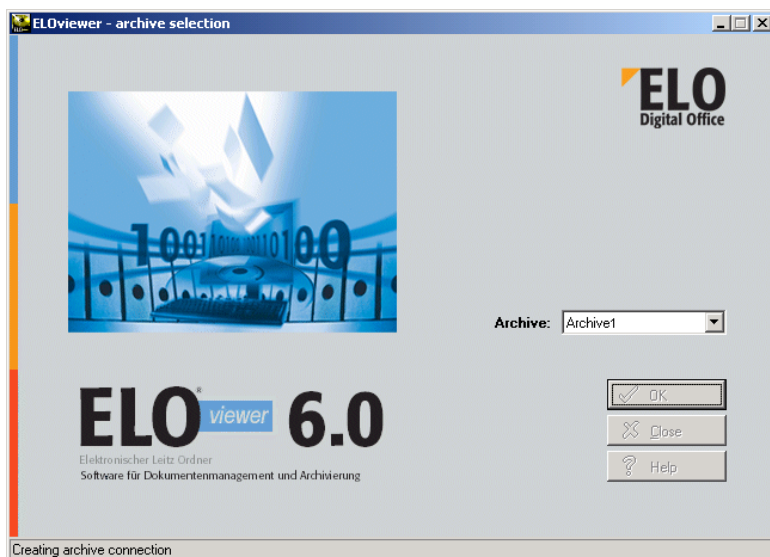 ELOviewer - archive selection
ELO
Digital Office
100110100110100
Archive: Archive1
ELO® viewer 6.0
Elektronischer Leitz Ordner
Software für Dokumentenmanagement und Archivierung
OK
Close
Help
Creating archive connection